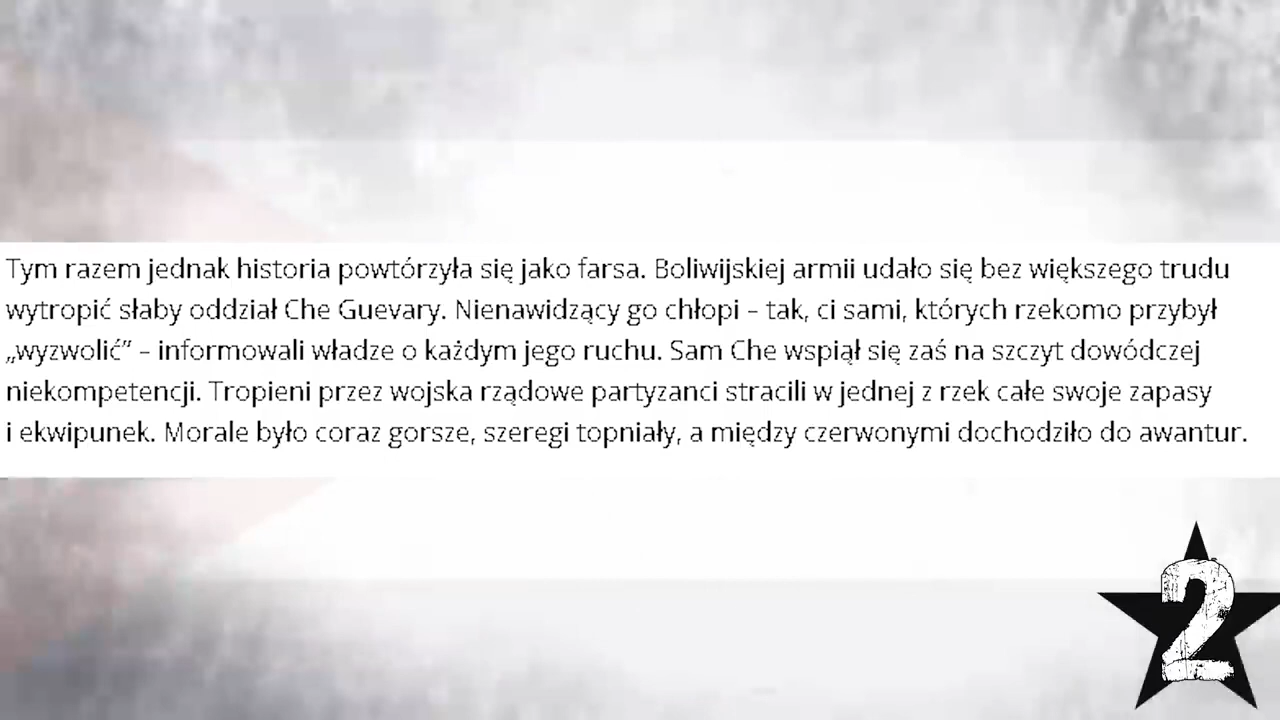 Tym razem jednak historia powtórzyła się jako farsa. Boliwijskiej armii udało się bez większego trudu
wytropić słaby oddział Che Guevary. Nienawidzący go chłopi – tak, ci sami, których rzekomo przybył
„wyzwolić” – informowali władze o każdym jego ruchu. Sam Che wspiął się zaś na szczyt dowódczej
niekompetencji. Tropieni przez wojska rządowe partyzanci stracili w jednej z rzek całe swoje zapasy
i ekwipunek. Morale było coraz gorsze, szeregi topniały, a między czerwonymi dochodziło do awantur.
2